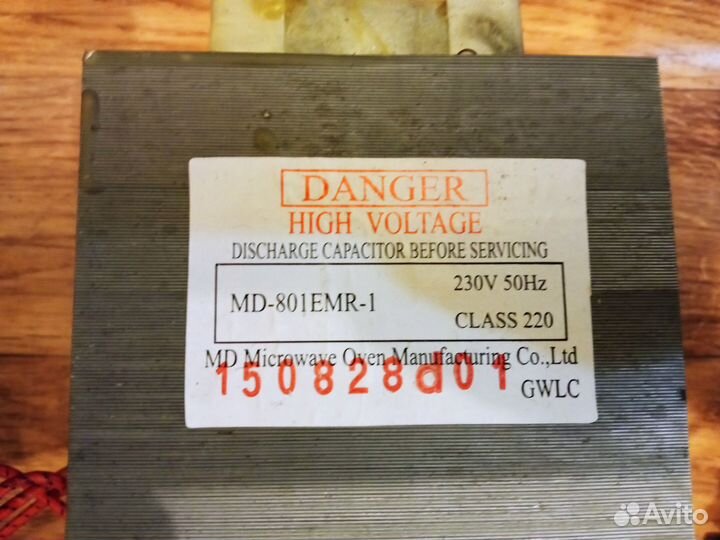 DANGER
HIGH VOLTAGE
DISCHARGE CAPACITOR BEFORE SERVICING
MD-801EMR-1
230V 50Hz
CLASS 220
MD Microwave Oven Manufacturing Co.,Ltd
150828d01
GWLC
Avito